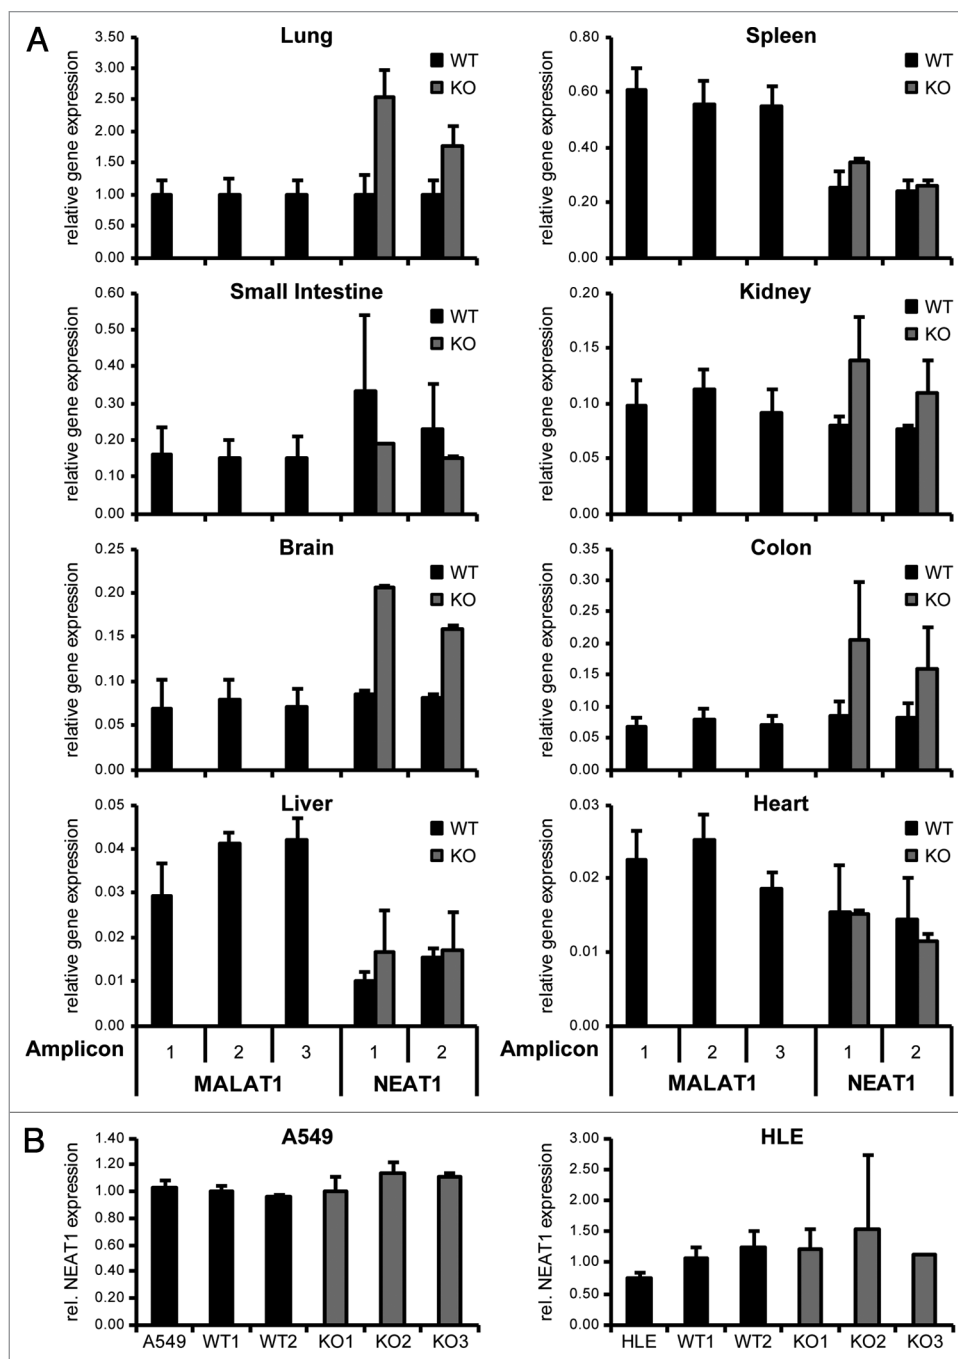 A
Lung
relative gene expression
3.50
3.00
2.50
2.00
1.50
1.00
0.50
0.00
WT
KO
Spleen
relative gene expression
0.80
0.60
0.40
0.20
0.00
WT
KO
Small Intestine
relative gene expression
0.60
0.50
0.40
0.30
0.20
0.10
0.00
WT
KO
Kidney
relative gene expression
0.20
0.15
0.10
0.05
0.00
WT
KO
Brain
relative gene expression
0.25
0.20
0.15
0.10
0.05
0.00
WT
KO
Colon
relative gene expression
0.35
0.30
0.25
0.20
0.15
0.10
0.05
0.00
WT
KO
Liver
relative gene expression
0.05
0.04
0.03
0.02
0.01
0.00
WT
KO
Heart
relative gene expression
0.03
0.02
0.01
0.00
WT
KO
Amplicon 1 2 3 1 2
MALAT1 NEAT1
Amplicon 1 2 3 1 2
MALAT1 NEAT1
B
A549
rel. NEAT1 expression
1.40
1.20
1.00
0.80
0.60
0.40
0.20
0.00
A549 WT1 WT2 KO1 KO2 KO3
HLE
rel. NEAT1 expression
3.00
2.50
2.00
1.50
1.00
0.50
0.00
HLE WT1 WT2 KO1 KO2 KO3